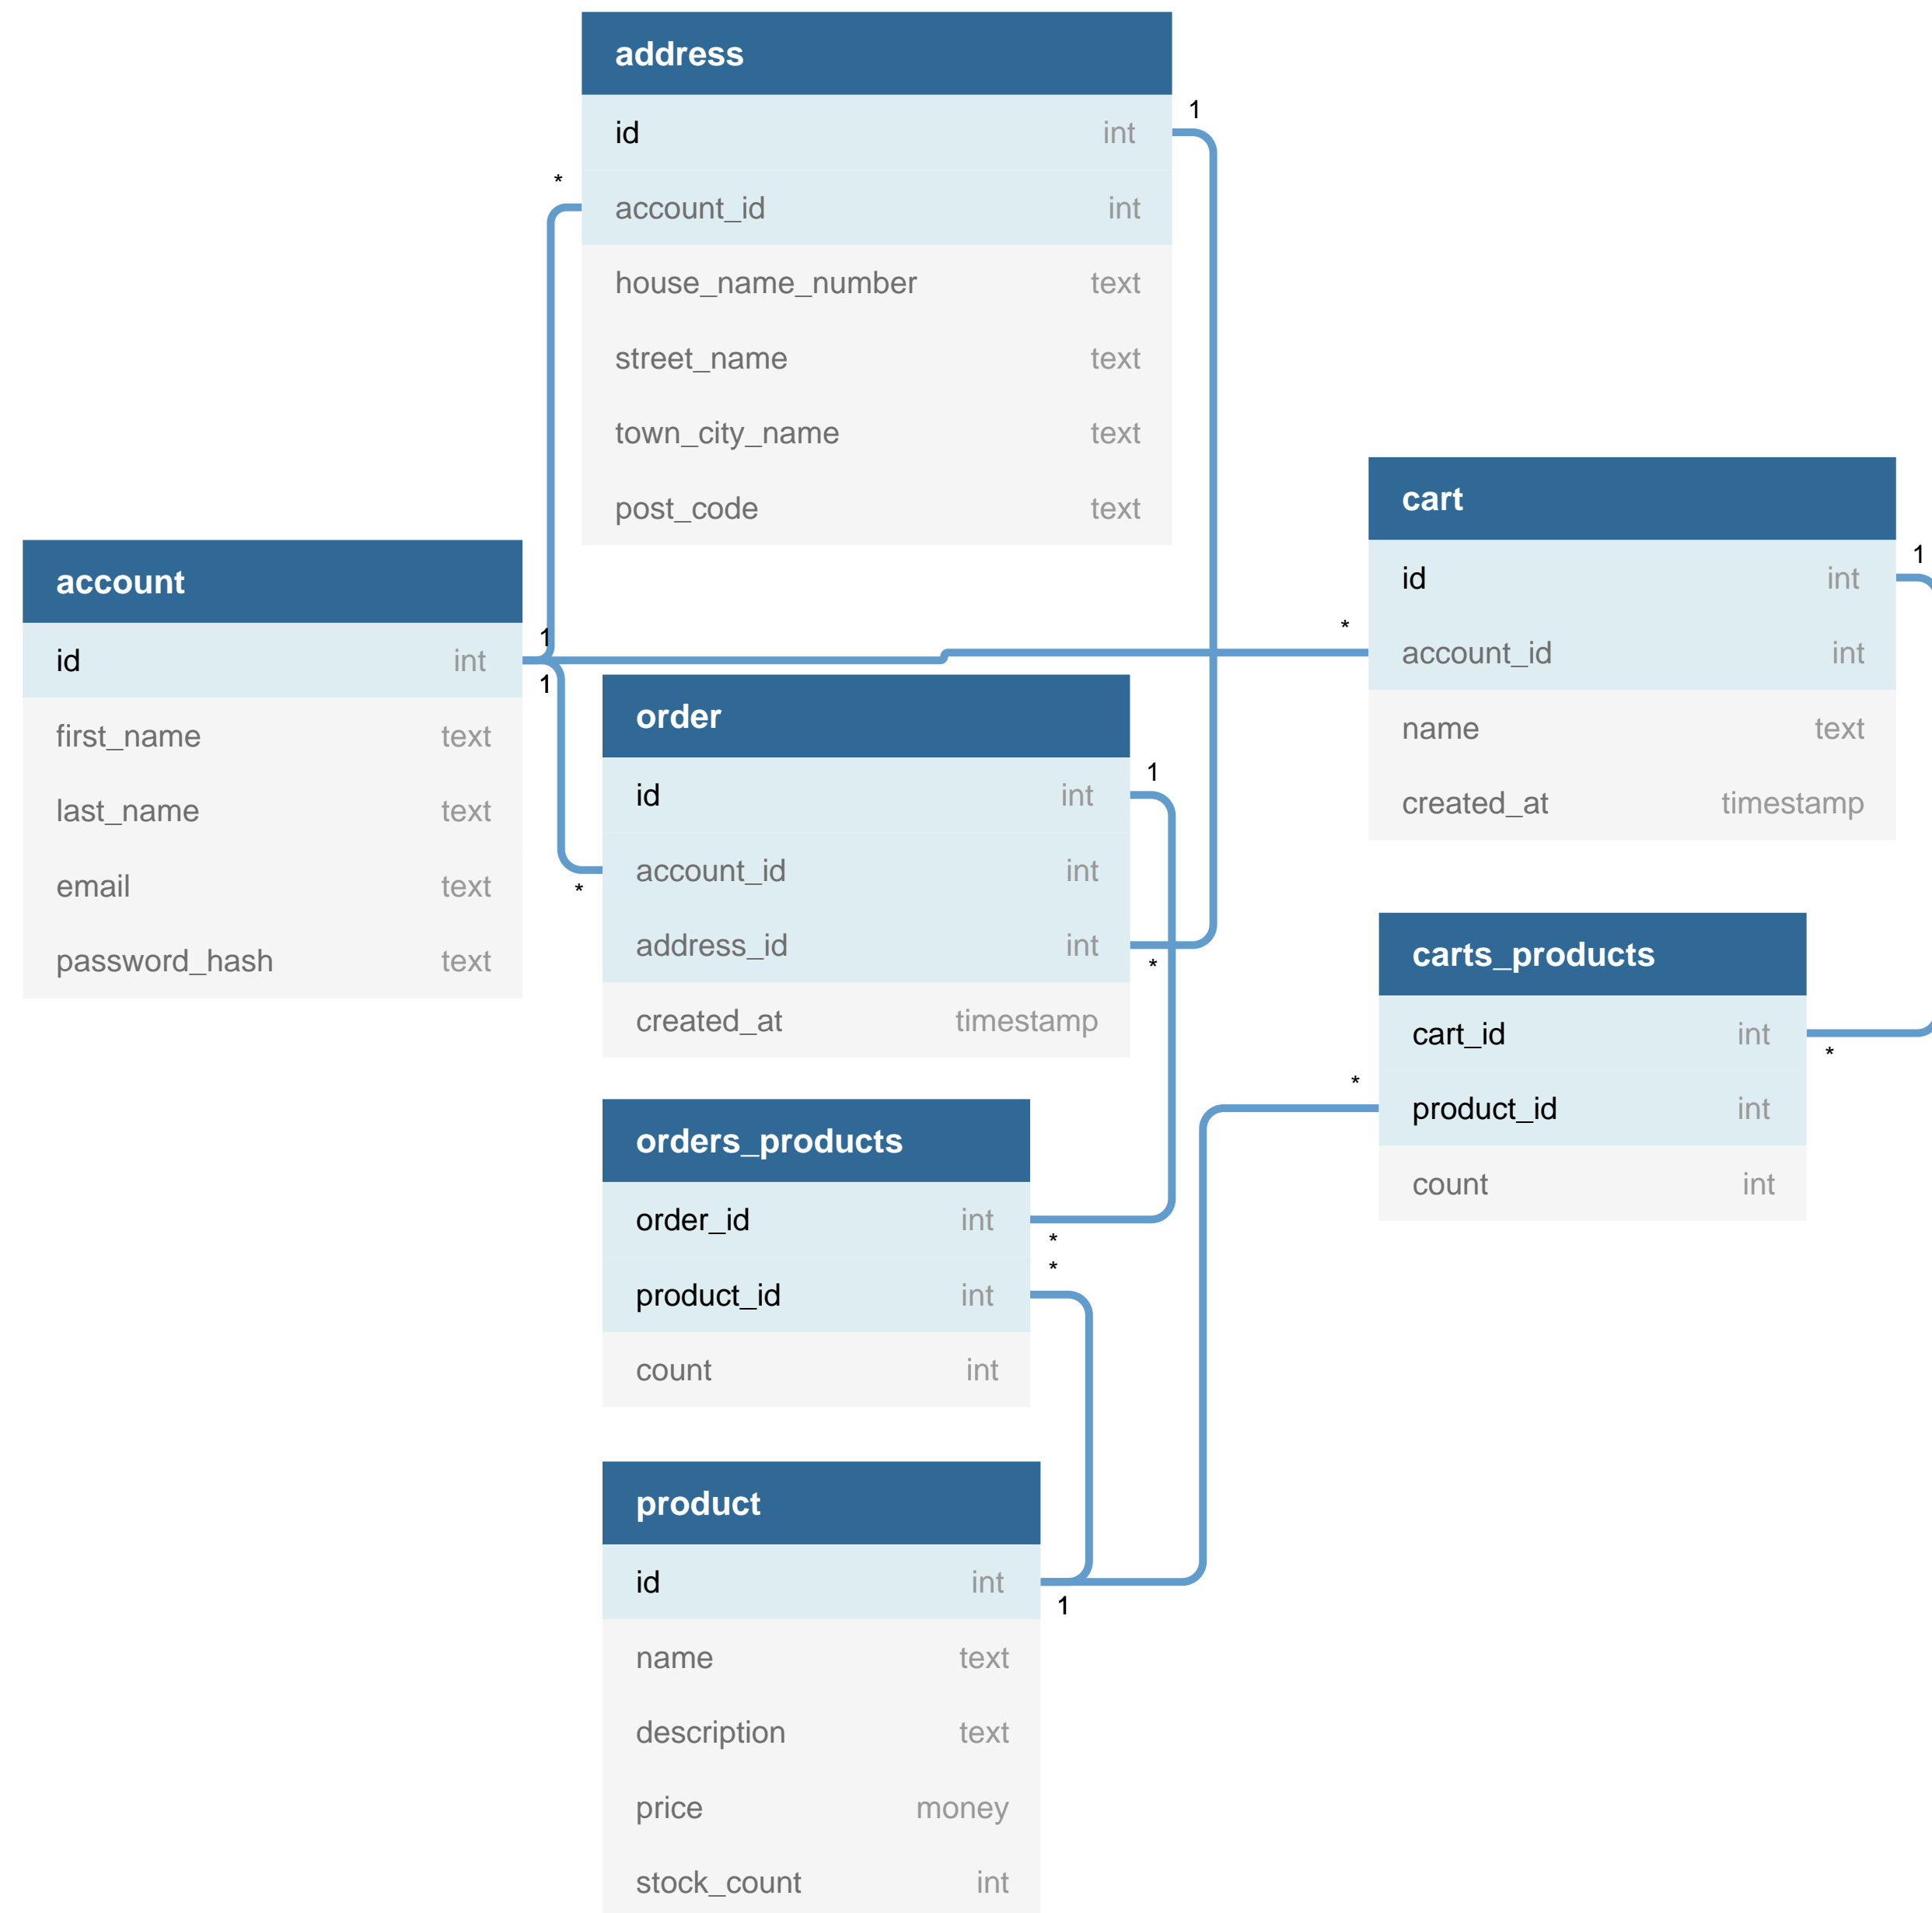 address
id int
account_id int
house_name_number text
street_name text
town_city_name text
post_code text
1
*
account
id int
first_name text
last_name text
email text
password_hash text
1
1
order
id int
account_id int
address_id int
created_at timestamp
1
*
*
cart
id int
account_id int
name text
created_at timestamp
1
*
carts_products
cart_id int
product_id int
count int
*
*
orders_products
order_id int
product_id int
count int
*
*
product
id int
name text
description text
price money
stock_count int
1